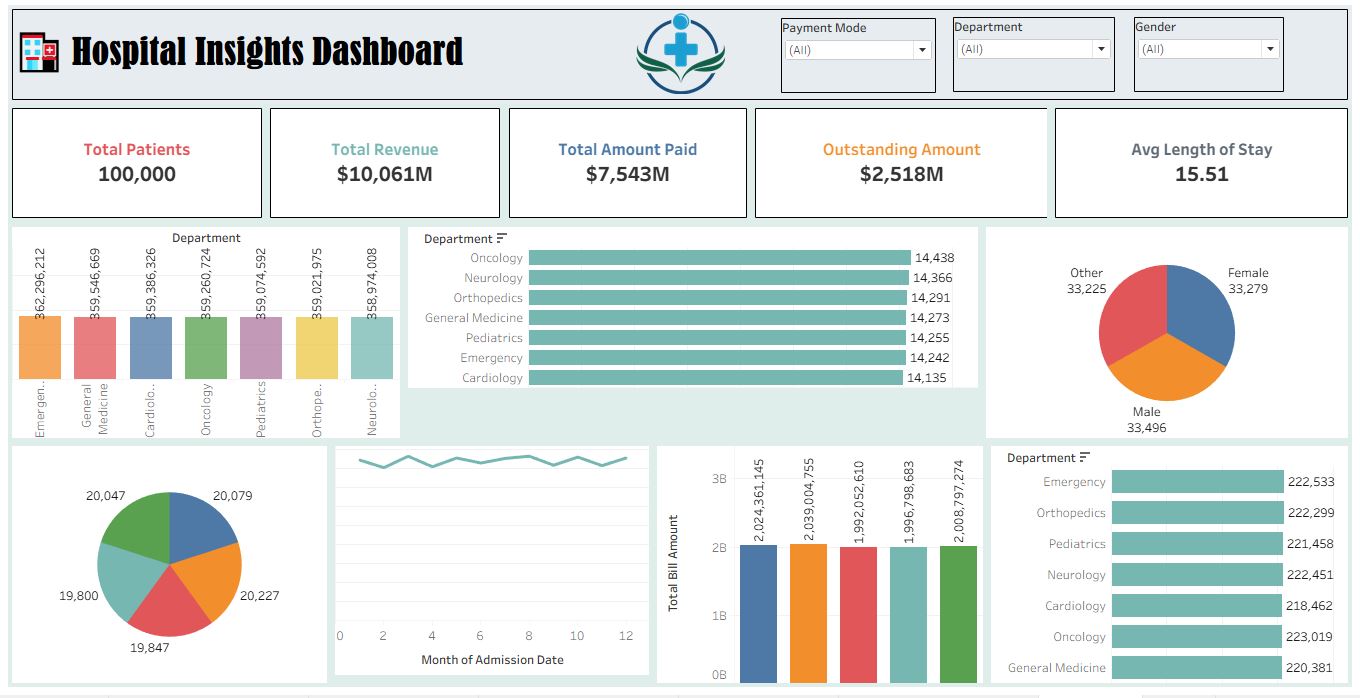 Hospital Insights Dashboard
Payment Mode
(All)
Department
(All)
Gender
(All)
Total Patients
100,000
Total Revenue
$10,061M
Total Amount Paid
$7,543M
Outstanding Amount
$2,518M
Avg Length of Stay
15.51
Department
362,296,212
359,546,669
359,386,326
359,260,724
359,074,592
359,021,975
358,974,008
Emergen..
General
Medicine
Cardiolo..
Oncology
Pediatrics
Orthope..
Neurolo..
Department
Oncology 14,438
Neurology 14,366
Orthopedics 14,291
General Medicine 14,273
Pediatrics 14,255
Emergency 14,242
Cardiology 14,135
Other
33,225
Female
33,279
Male
33,496
20,047
20,079
19,800
20,227
19,847
0 2 4 6 8 10 12
Month of Admission Date
Total Bill Amount
3B
2B
1B
0B
2,024,361,145
2,039,004,755
1,992,052,610
1,996,798,683
2,008,797,274
Department
Emergency 222,533
Orthopedics 222,299
Pediatrics 221,458
Neurology 222,451
Cardiology 218,462
Oncology 223,019
General Medicine 220,381